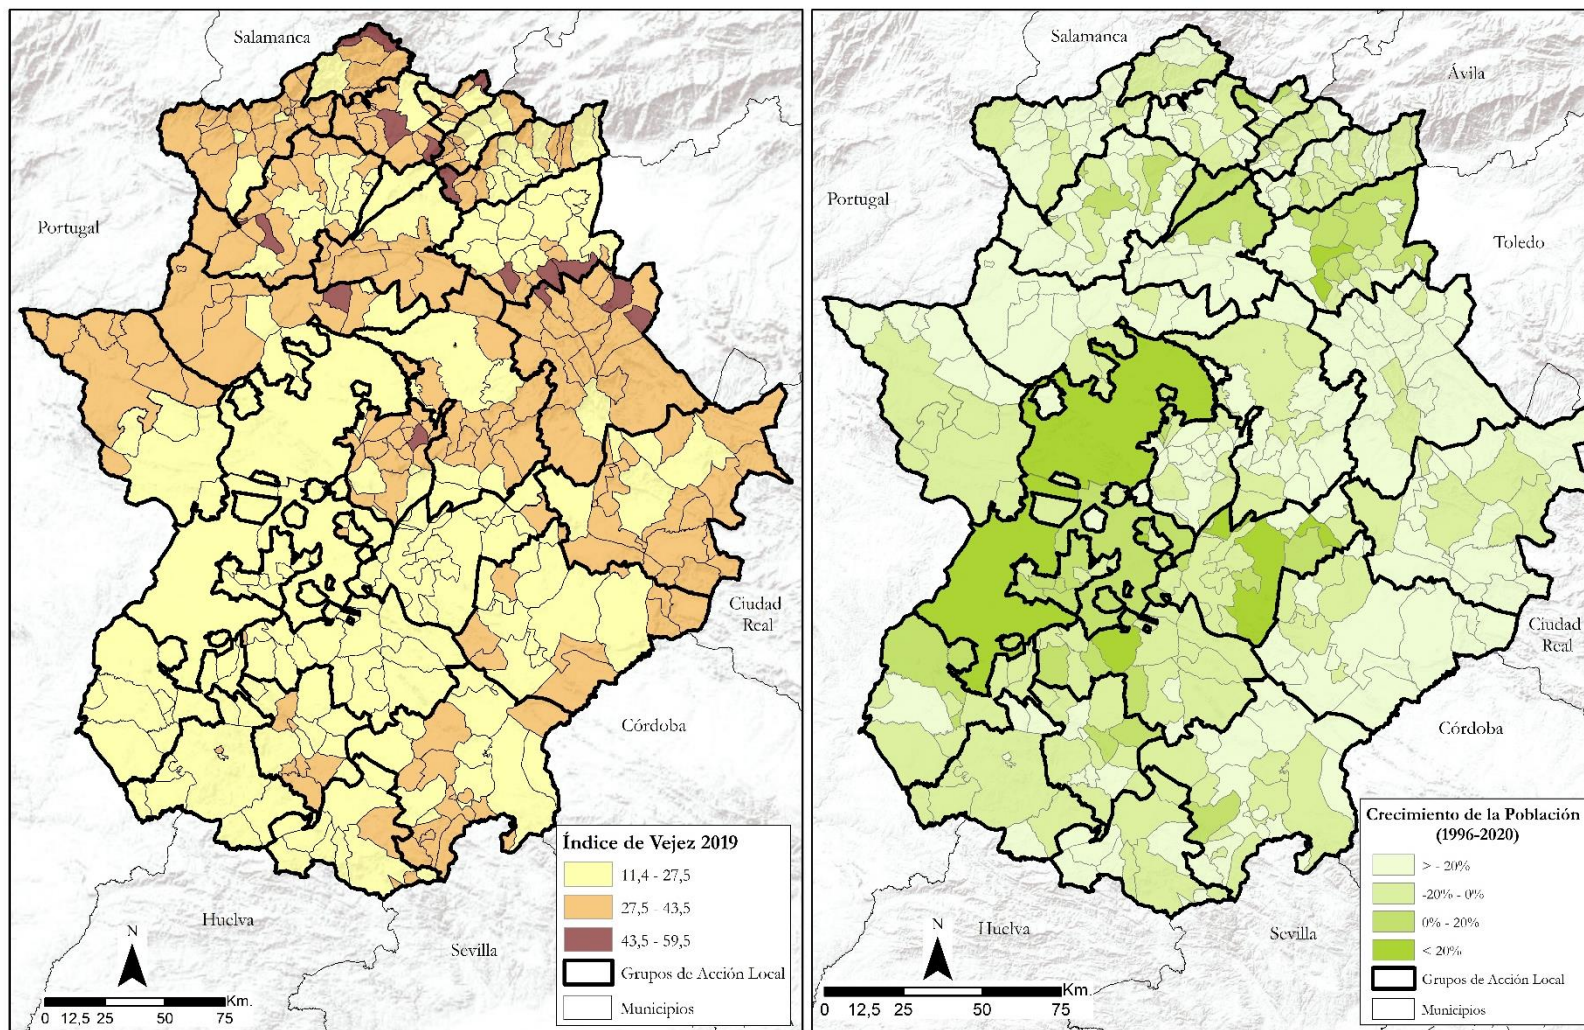 Salamanca
Portugal
Ciudad
Real
Córdoba
Huelva
Sevilla
Índice de Vejez 2019
11,4 - 27,5
27,5 - 43,5
43,5 - 59,5
Grupos de Acción Local
Municipios
N
Km.
0 12,5 25 50 75
Salamanca
Ávila
Portugal
Toledo
Ciudad
Real
Córdoba
Huelva
Sevilla
Crecimiento de la Población
(1996-2020)
> - 20%
-20% - 0%
0% - 20%
< 20%
Grupos de Acción Local
Municipios
N
Km.
0 12,5 25 50 75